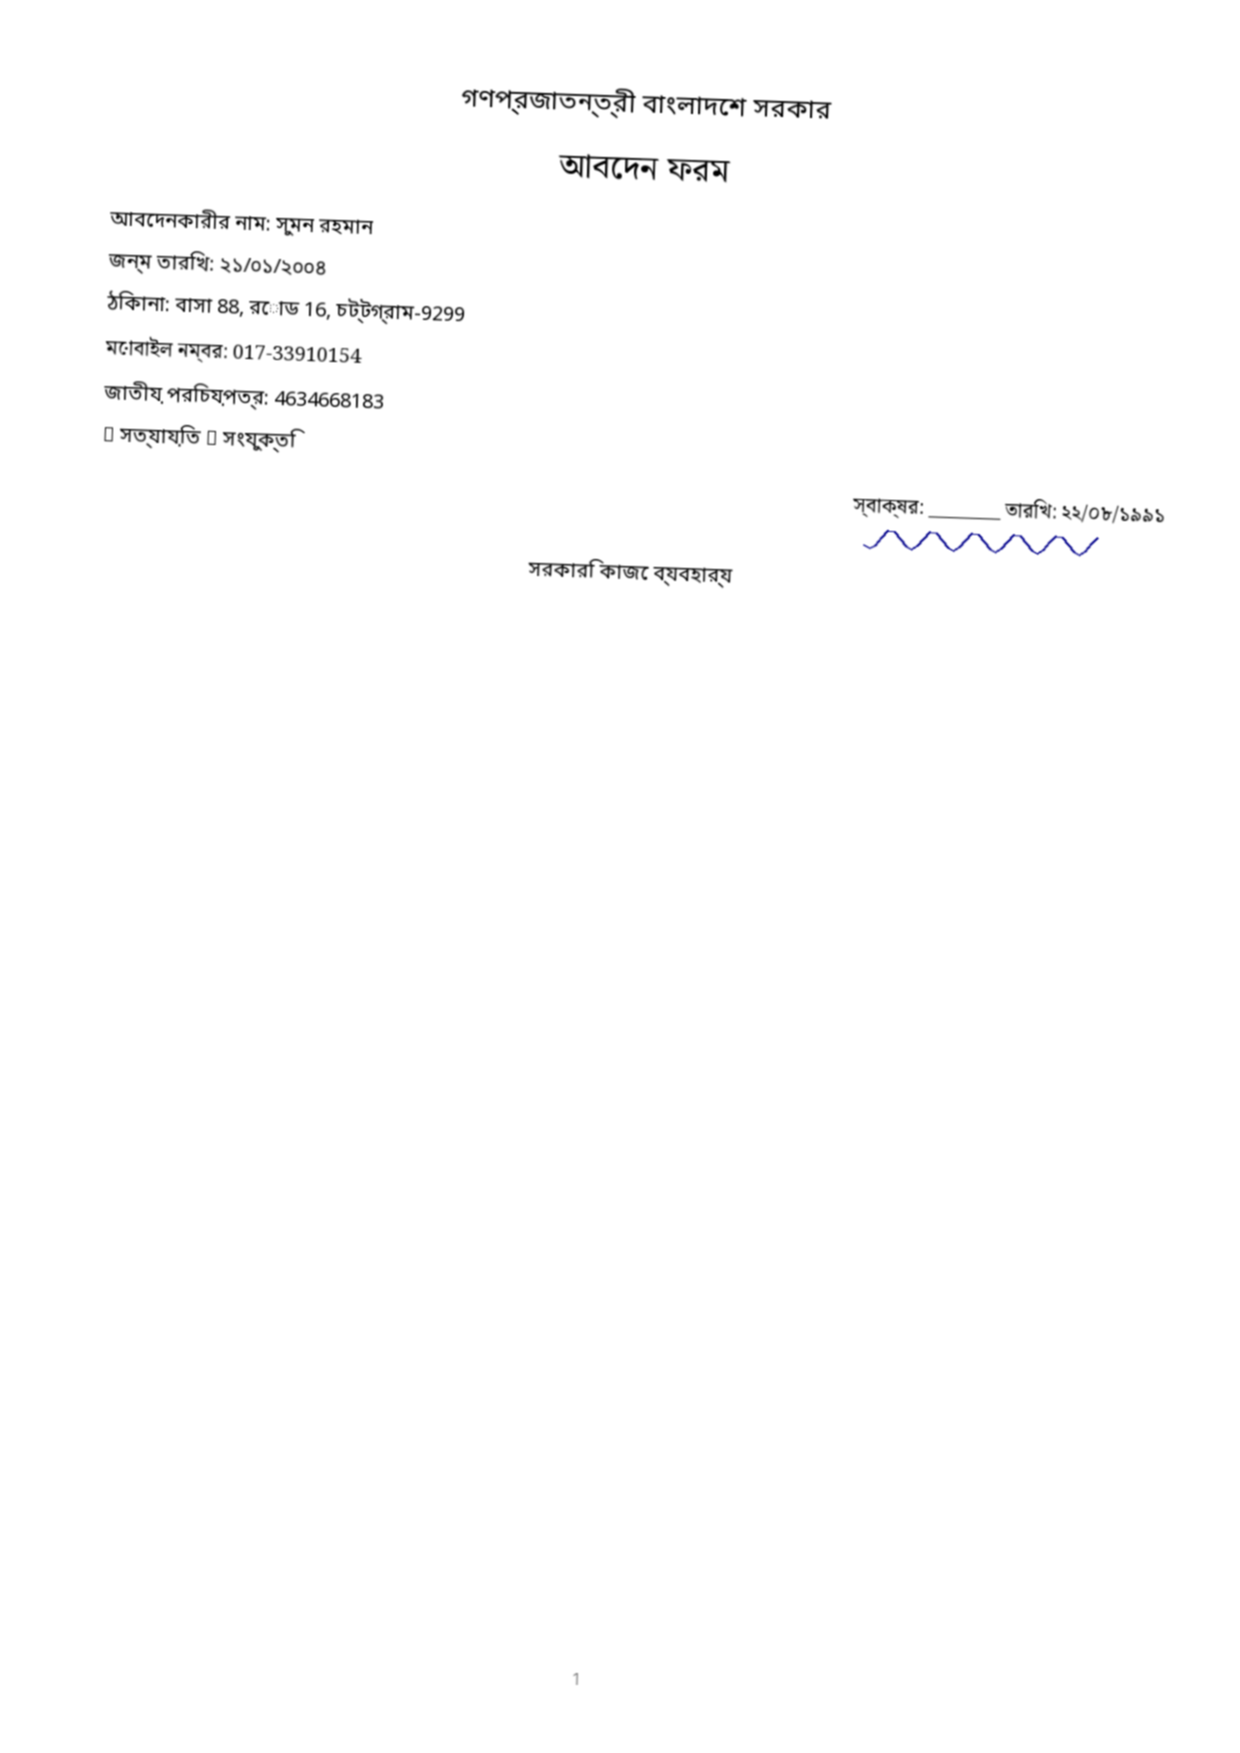 গণপ্রজাতন্ত্রী বাংলাদেশ সরকার
আবেদন ফরম
আবেদনকারীর নাম: সুমন রহমান
জন্ম তারিখ: ২১/০১/২০০৪
ঠিকানা: বাসা 88, রোড 16, চট্টগ্রাম-9299
মোবাইল নম্বর: 017-33910154
জাতীয় পরিচয়পত্র: 4634668183
▯ সত্যায়িত ▯ সংযুক্তি
স্বাক্ষর: _______ তারিখ: ২২/০৮/১৯৯১
সরকারি কাজে ব্যবহার্য
1